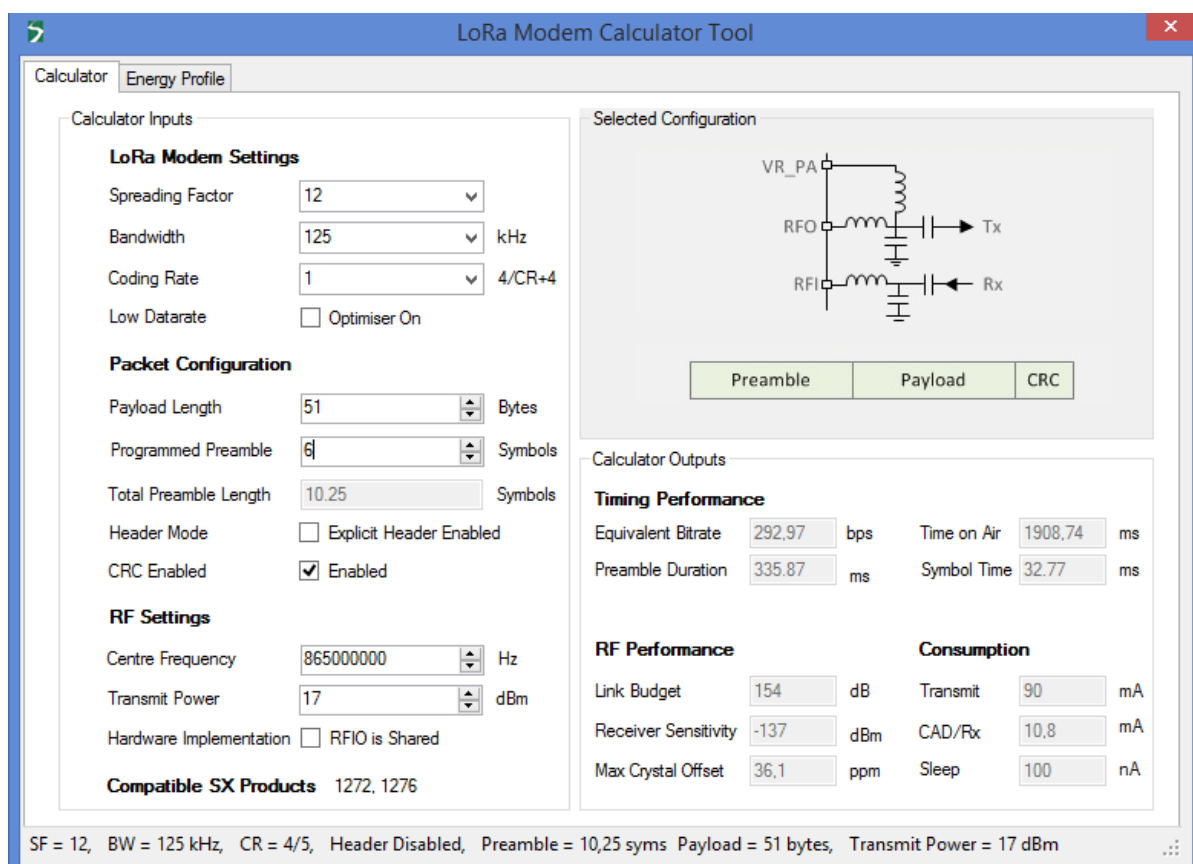 LoRa Modem Calculator Tool
Calculator Energy Profile
Calculator Inputs
LoRa Modem Settings
Spreading Factor 12
Bandwidth 125 kHz
Coding Rate 1 4/CR+4
Low Datarate Optimiser On
Packet Configuration
Payload Length 51 Bytes
Programmed Preamble 6 Symbols
Total Preamble Length 10.25 Symbols
Header Mode Explicit Header Enabled
CRC Enabled Enabled
RF Settings
Centre Frequency 865000000 Hz
Transmit Power 17 dBm
Hardware Implementation RFIO is Shared
Compatible SX Products 1272, 1276
Selected Configuration
VR_PA
RFO Tx
RFI Rx
Preamble Payload CRC
Calculator Outputs
Timing Performance
Equivalent Bitrate 292,97 bps Time on Air 1908,74 ms
Preamble Duration 335.87 ms Symbol Time 32.77 ms
RF Performance Consumption
Link Budget 154 dB Transmit 90 mA
Receiver Sensitivity -137 dBm CAD/Rx 10,8 mA
Max Crystal Offset 36,1 ppm Sleep 100 nA
SF = 12, BW = 125 kHz, CR = 4/5, Header Disabled, Preamble = 10,25 syms Payload = 51 bytes, Transmit Power = 17 dBm